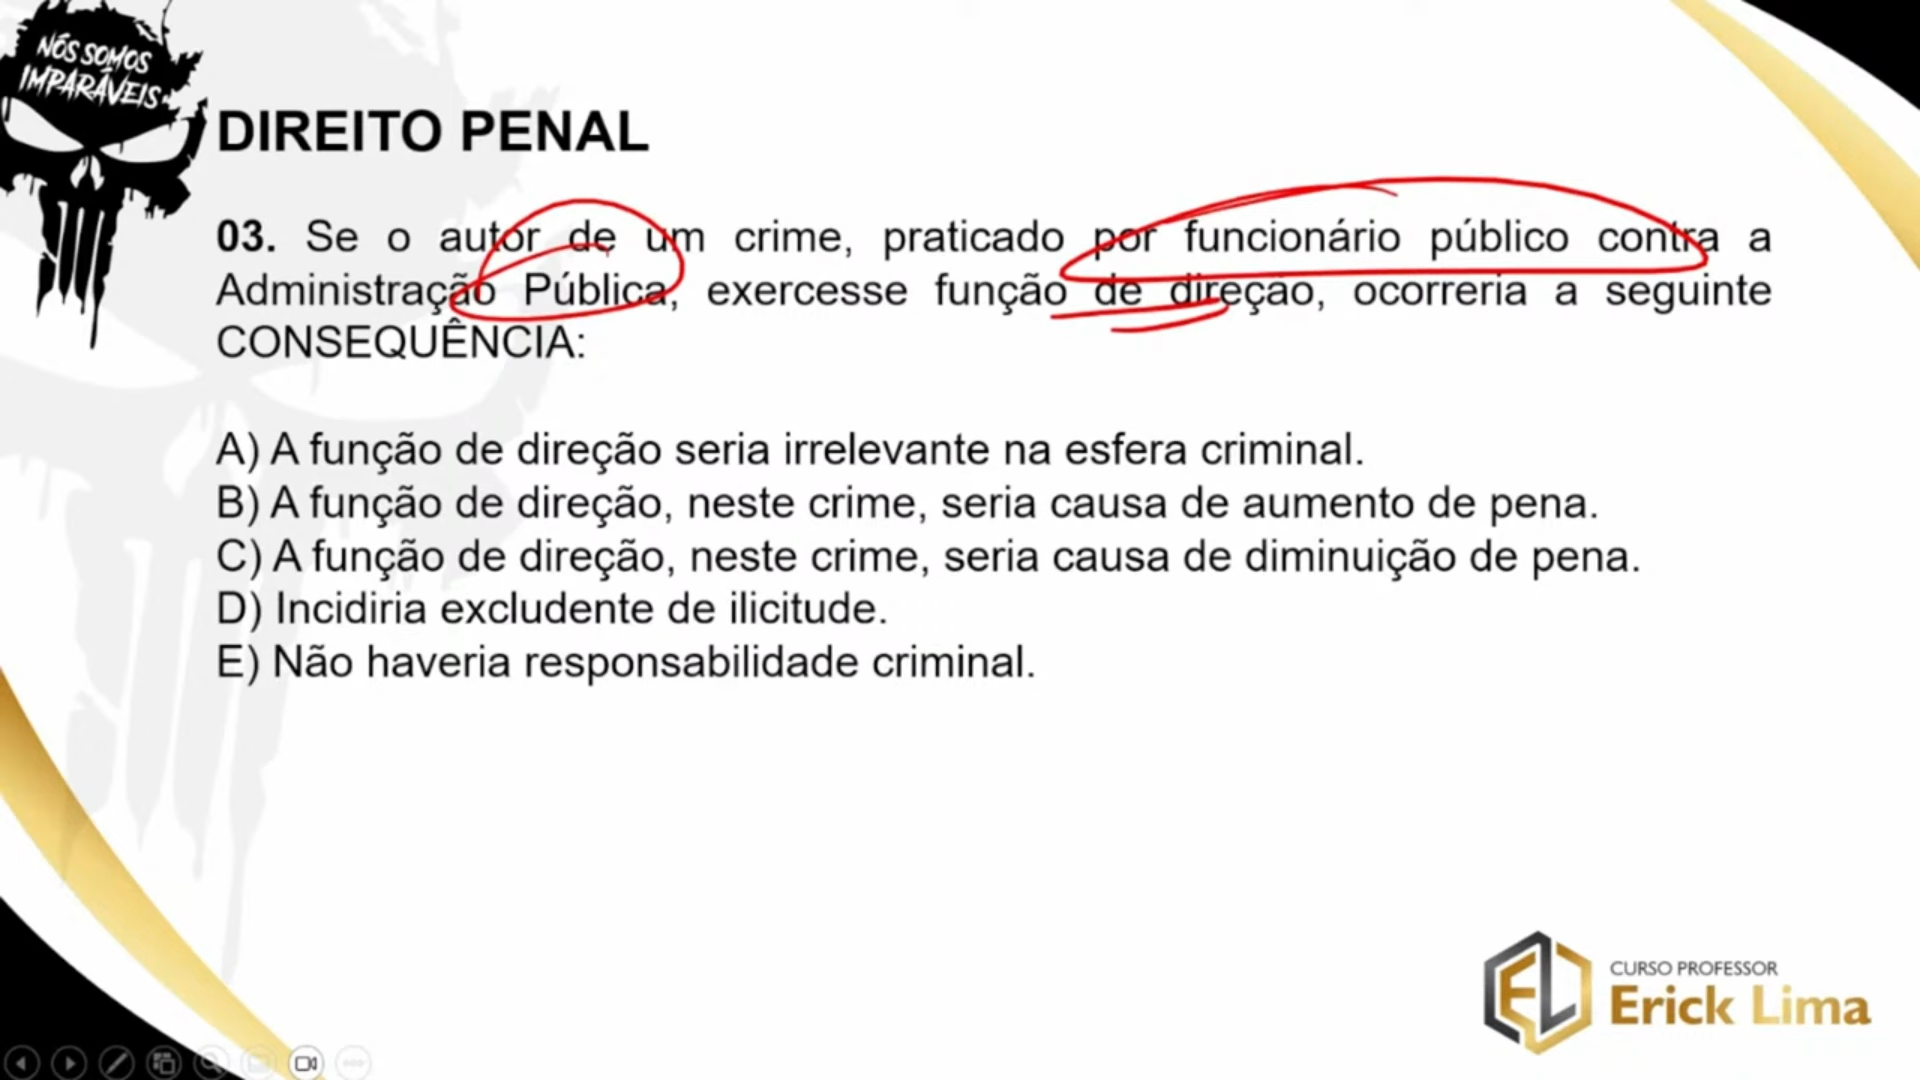 NÓS SOMOS
IMPARÁVEIS
DIREITO PENAL
03. Se o autor de um crime, praticado por funcionário público contra a
Administração Pública, exercesse função de direção, ocorreria a seguinte
CONSEQUÊNCIA:
A) A função de direção seria irrelevante na esfera criminal.
B) A função de direção, neste crime, seria causa de aumento de pena.
C) A função de direção, neste crime, seria causa de diminuição de pena.
D) Incidiria excludente de ilicitude.
E) Não haveria responsabilidade criminal.
CURSO PROFESSOR
Erick Lima